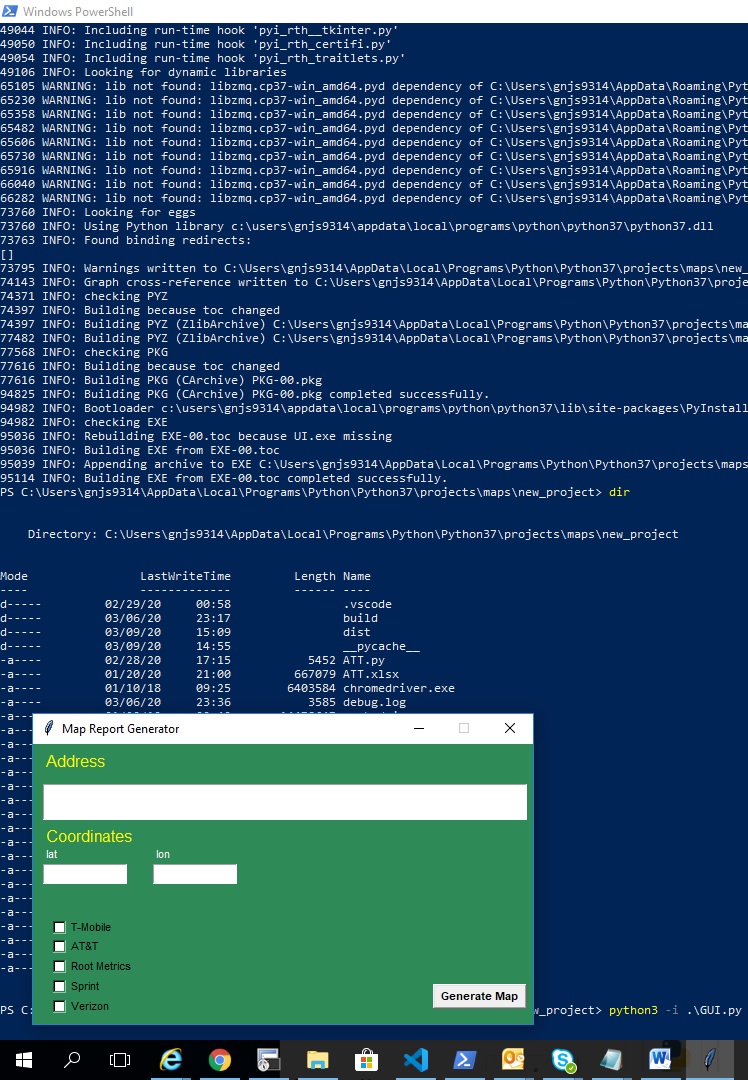 Windows PowerShell
49044 INFO: Including run-time hook 'pyi_rth__tkinter.py'
49050 INFO: Including run-time hook 'pyi_rth_certifi.py'
49054 INFO: Including run-time hook 'pyi_rth_traitlets.py'
49106 INFO: Looking for dynamic libraries
65105 WARNING: lib not found: libzmq.cp37-win_amd64.pyd dependency of C:\Users\gnjs9314\AppData\Roaming\Pyt
65230 WARNING: lib not found: libzmq.cp37-win_amd64.pyd dependency of C:\Users\gnjs9314\AppData\Roaming\Pyt
65358 WARNING: lib not found: libzmq.cp37-win_amd64.pyd dependency of C:\Users\gnjs9314\AppData\Roaming\Pyt
65482 WARNING: lib not found: libzmq.cp37-win_amd64.pyd dependency of C:\Users\gnjs9314\AppData\Roaming\Pyt
65606 WARNING: lib not found: libzmq.cp37-win_amd64.pyd dependency of C:\Users\gnjs9314\AppData\Roaming\Pyt
65730 WARNING: lib not found: libzmq.cp37-win_amd64.pyd dependency of C:\Users\gnjs9314\AppData\Roaming\Pyt
65916 WARNING: lib not found: libzmq.cp37-win_amd64.pyd dependency of C:\Users\gnjs9314\AppData\Roaming\Pyt
66040 WARNING: lib not found: libzmq.cp37-win_amd64.pyd dependency of C:\Users\gnjs9314\AppData\Roaming\Pyt
66282 WARNING: lib not found: libzmq.cp37-win_amd64.pyd dependency of C:\Users\gnjs9314\AppData\Roaming\Pyt
73760 INFO: Looking for eggs
73760 INFO: Using Python library c:\users\gnjs9314\appdata\local\programs\python\python37\python37.dll
73763 INFO: Found binding redirects:
[]
73795 INFO: Warnings written to C:\Users\gnjs9314\AppData\Local\Programs\Python\Python37\projects\maps\new_
74143 INFO: Graph cross-reference written to C:\Users\gnjs9314\AppData\Local\Programs\Python\Python37\proje
74371 INFO: checking PYZ
74397 INFO: Building because toc changed
74397 INFO: Building PYZ (ZlibArchive) C:\Users\gnjs9314\AppData\Local\Programs\Python\Python37\projects\ma
77482 INFO: Building PYZ (ZlibArchive) C:\Users\gnjs9314\AppData\Local\Programs\Python\Python37\projects\ma
77568 INFO: checking PKG
77616 INFO: Building because toc changed
77616 INFO: Building PKG (CArchive) PKG-00.pkg
94825 INFO: Building PKG (CArchive) PKG-00.pkg completed successfully.
94982 INFO: Bootloader c:\users\gnjs9314\appdata\local\programs\python\python37\lib\site-packages\PyInstall
94982 INFO: checking EXE
95036 INFO: Rebuilding EXE-00.toc because UI.exe missing
95036 INFO: Building EXE from EXE-00.toc
95039 INFO: Appending archive to EXE C:\Users\gnjs9314\AppData\Local\Programs\Python\Python37\projects\maps
95114 INFO: Building EXE from EXE-00.toc completed successfully.
PS C:\Users\gnjs9314\AppData\Local\Programs\Python\Python37\projects\maps\new_project> dir
Directory: C:\Users\gnjs9314\AppData\Local\Programs\Python\Python37\projects\maps\new_project
Mode LastWriteTime Length Name
---- ------------- ------ ----
d----- 02/29/20 00:58 .vscode
d----- 03/06/20 23:17 build
d----- 03/09/20 15:09 dist
d----- 03/09/20 14:55 __pycache__
-a---- 02/28/20 17:15 5452 ATT.py
-a---- 01/20/20 21:00 667079 ATT.xlsx
-a---- 01/10/18 09:25 6403584 chromedriver.exe
-a---- 03/06/20 23:36 3585 debug.log
Map Report Generator
Address
Coordinates
lat lon
T-Mobile
AT&T
Root Metrics
Sprint
Verizon
Generate Map
PS C: w_project> python3 -i .\GUI.py